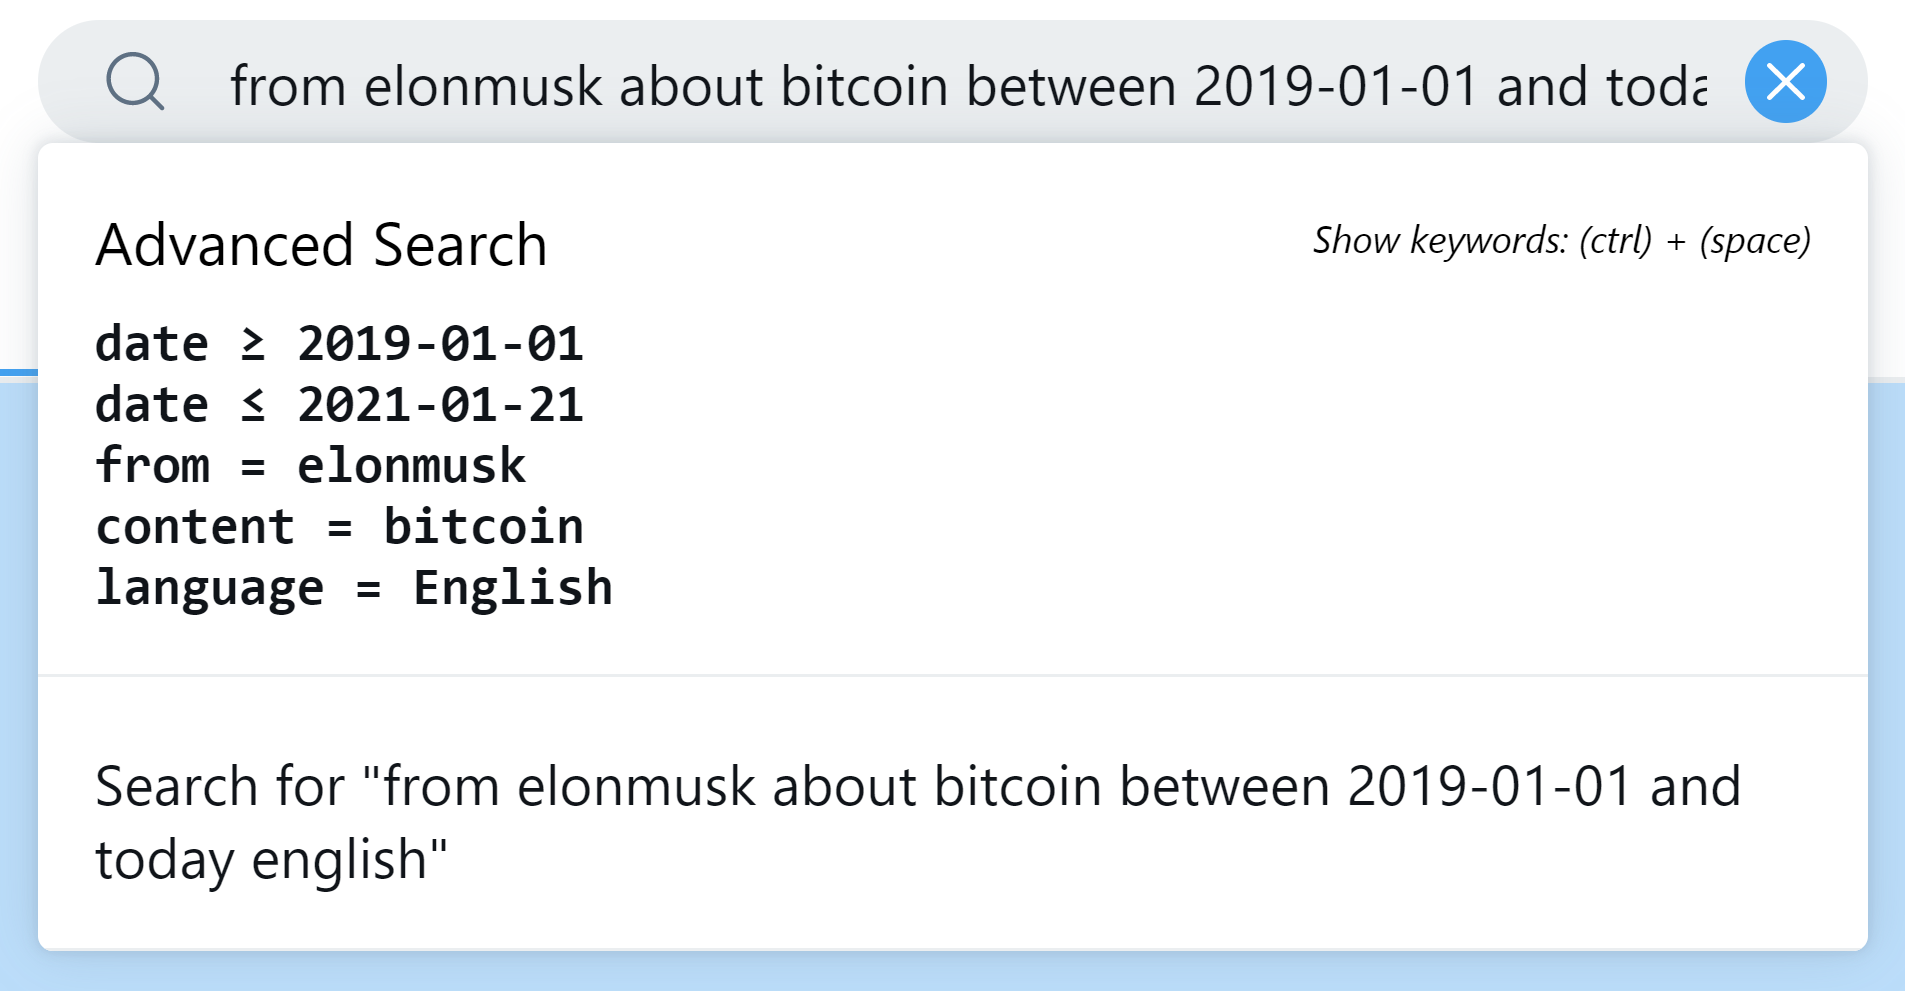 from elonmusk about bitcoin between 2019-01-01 and toda
Advanced Search
Show keywords: (ctrl) + (space)
date ≥ 2019-01-01
date ≤ 2021-01-21
from = elonmusk
content = bitcoin
language = English
Search for "from elonmusk about bitcoin between 2019-01-01 and
today english"